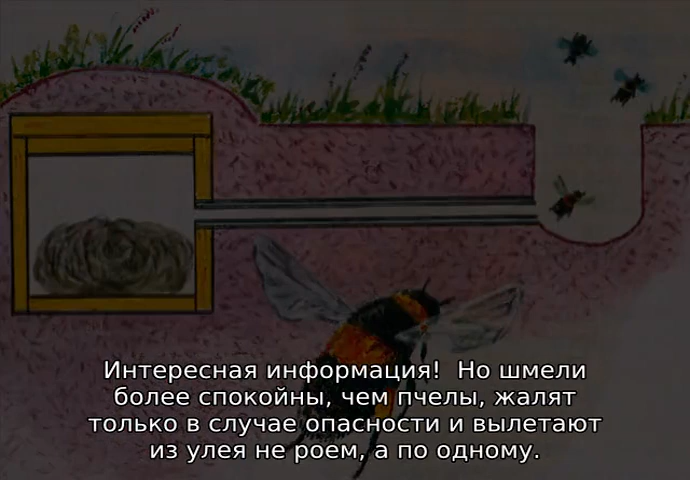 Интересная информация!  Но шмели
более спокойны, чем пчелы, жалят
только в случае опасности и вылетают
из улея не роем, а по одному.